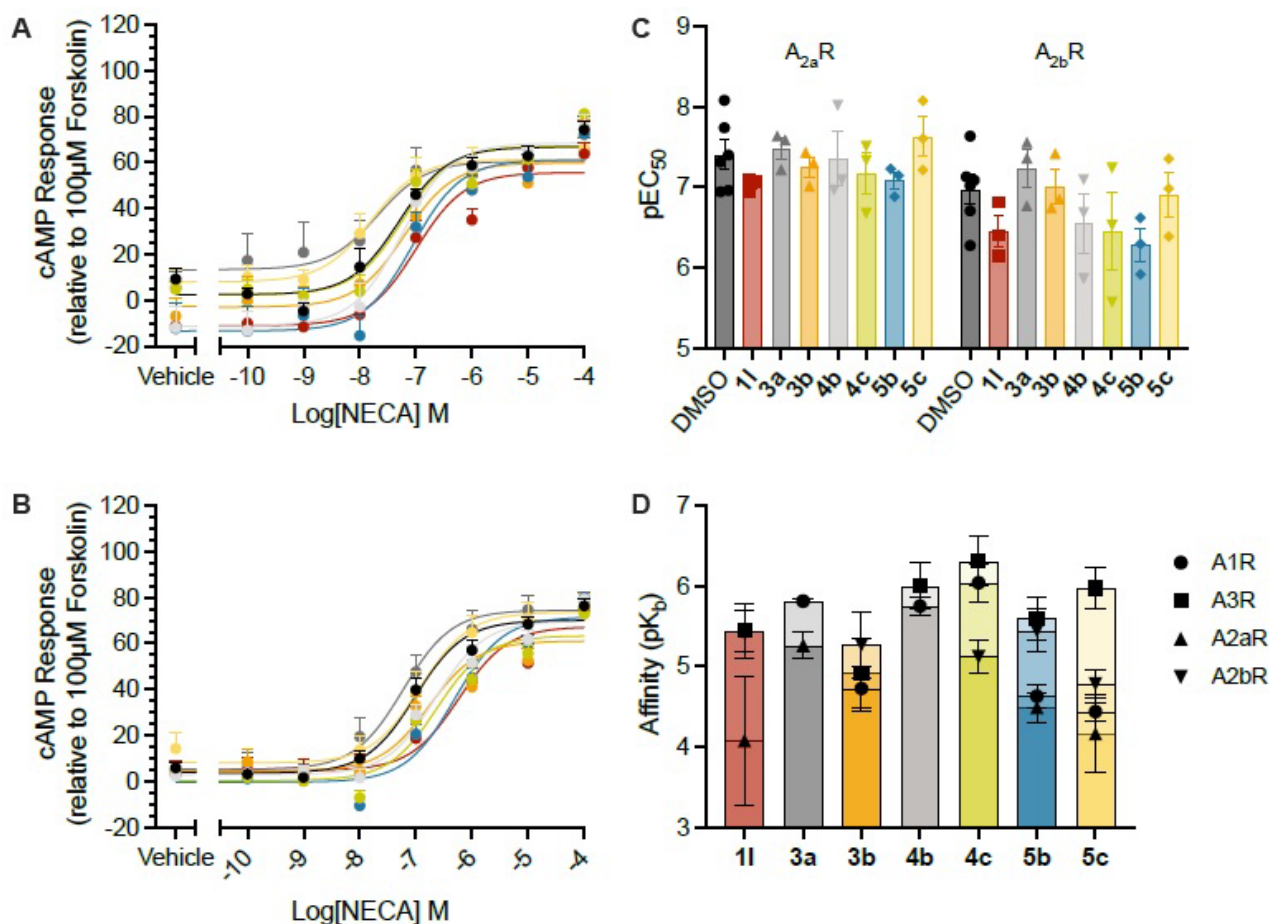 A
cAMP Response
(relative to 100µM Forskolin)
120
100
80
60
40
20
0
-20
Vehicle -10 -9 -8 -7 -6 -5 -4
Log[NECA] M
B
cAMP Response
(relative to 100µM Forskolin)
120
100
80
60
40
20
0
-20
Vehicle -10 -9 -8 -7 -6 -5 -4
Log[NECA] M
C
A2aR A2bR
pEC50
9
8
7
6
5
DMSO 1l 3a 3b 4b 4c 5b 5c DMSO 1l 3a 3b 4b 4c 5b 5c
D
Affinity (pKb)
7
6
5
4
3
1l 3a 3b 4b 4c 5b 5c
A1R
A3R
A2aR
A2bR